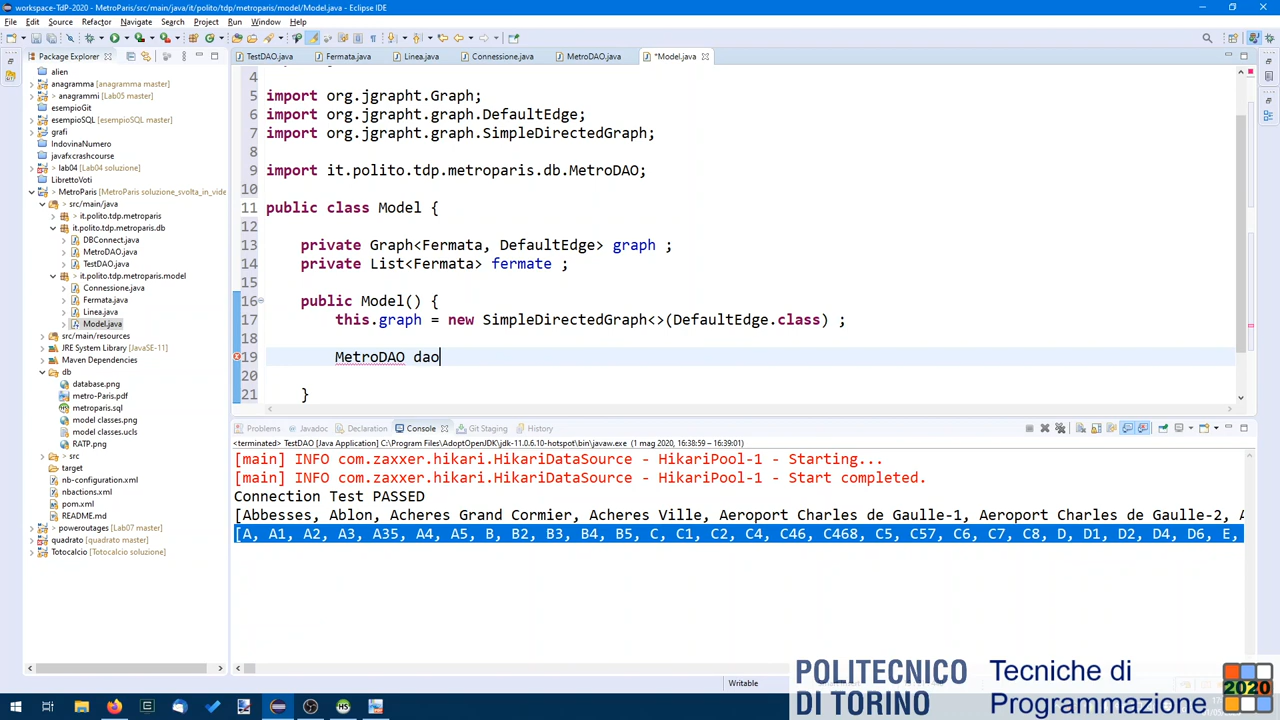 workspace-TdP-2020 - MetroParis/src/main/java/it/polito/tdp/metroparis/model/Model.java - Eclipse IDE
File Edit Source Refactor Navigate Search Project Run Window Help
Package Explorer
TestDAO.java Fermata.java Linea.java Connessione.java MetroDAO.java *Model.java
alien
anagramma [anagramma master]
> anagrammi [Lab05 master]
esempioGit
esempioSQL [esempioSQL master]
grafi
IndovinaNumero
javafxcrashcourse
> lab04 [Lab04 soluzione]
LibrettoVoti
> MetroParis [MetroParis soluzione_svolta_in_vide
> src/main/java
> it.polito.tdp.metroparis
it.polito.tdp.metroparis.db
DBConnect.java
MetroDAO.java
TestDAO.java
> it.polito.tdp.metroparis.model
Connessione.java
Fermata.java
Linea.java
Model.java
src/main/resources
JRE System Library [JavaSE-11]
Maven Dependencies
db
database.png
metro-Paris.pdf
metroparis.sql
model classes.png
model classes.ucls
RATP.png
> src
target
nb-configuration.xml
nbactions.xml
pom.xml
README.md
> poweroutages [Lab07 master]
quadrato [quadrato master]
Totocalcio [Totocalcio soluzione]
4
5 import org.jgrapht.Graph;
6 import org.jgrapht.graph.DefaultEdge;
7 import org.jgrapht.graph.SimpleDirectedGraph;
8
9 import it.polito.tdp.metroparis.db.MetroDAO;
10
11 public class Model {
12
13 private Graph<Fermata, DefaultEdge> graph ;
14 private List<Fermata> fermate ;
15
16 public Model() {
17 this.graph = new SimpleDirectedGraph<>(DefaultEdge.class) ;
18
19 MetroDAO dao
20
21 }
Problems Javadoc Declaration Console Git Staging History
<terminated> TestDAO [Java Application] C:\Program Files\AdoptOpenJDK\jdk-11.0.6.10-hotspot\bin\javaw.exe (1 mag 2020, 16:38:59 – 16:39:01)
[main] INFO com.zaxxer.hikari.HikariDataSource - HikariPool-1 - Starting...
[main] INFO com.zaxxer.hikari.HikariDataSource - HikariPool-1 - Start completed.
Connection Test PASSED
[Abbesses, Ablon, Acheres Grand Cormier, Acheres Ville, Aeroport Charles de Gaulle-1, Aeroport Charles de Gaulle-2, A
[A, A1, A2, A3, A35, A4, A5, B, B2, B3, B4, B5, C, C1, C2, C4, C46, C468, C5, C57, C6, C7, C8, D, D1, D2, D4, D6, E,
Writable
POLITECNICO DI TORINO
Tecniche di Programmazione
2020